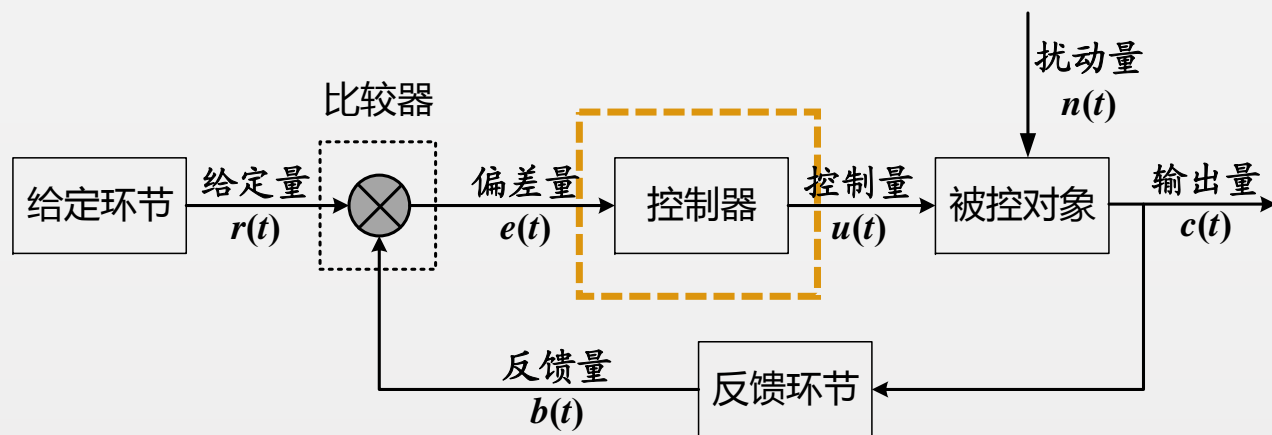 扰动量
n(t)
比较器
给定环节
给定量
r(t)
偏差量
e(t)
控制器
控制量
u(t)
被控对象
输出量
c(t)
反馈量
b(t)
反馈环节